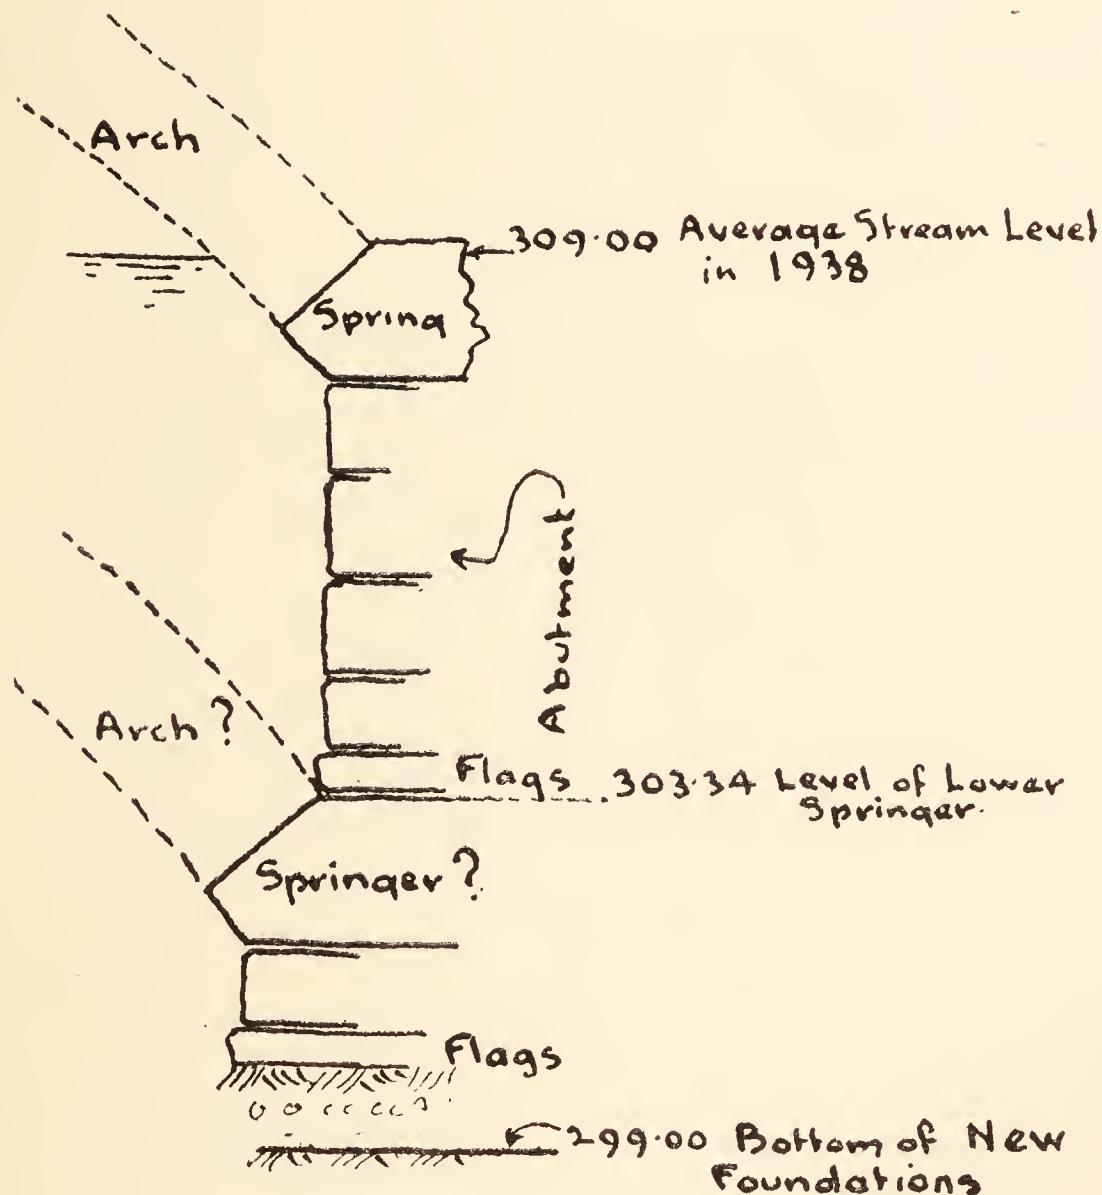 Arch
309.00 Average Stream Level
in 1938
Spring
Abutment
Arch ?
Flags
303.34 Level of Lower
Springer.
Springer ?
Flags
299.00 Bottom of New
Foundations